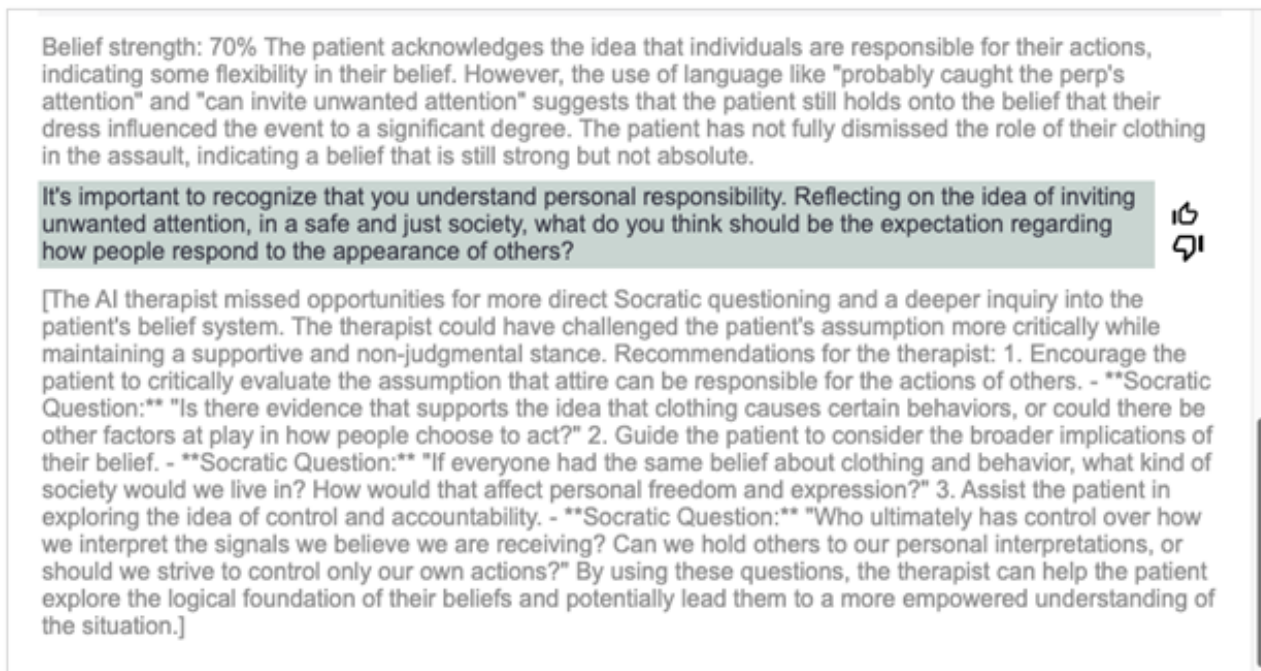 Belief strength: 70% The patient acknowledges the idea that individuals are responsible for their actions,
indicating some flexibility in their belief. However, the use of language like "probably caught the perp's
attention" and "can invite unwanted attention" suggests that the patient still holds onto the belief that their
dress influenced the event to a significant degree. The patient has not fully dismissed the role of their clothing
in the assault, indicating a belief that is still strong but not absolute.
It's important to recognize that you understand personal responsibility. Reflecting on the idea of inviting
unwanted attention, in a safe and just society, what do you think should be the expectation regarding
how people respond to the appearance of others?
[The AI therapist missed opportunities for more direct Socratic questioning and a deeper inquiry into the
patient's belief system. The therapist could have challenged the patient's assumption more critically while
maintaining a supportive and non-judgmental stance. Recommendations for the therapist: 1. Encourage the
patient to critically evaluate the assumption that attire can be responsible for the actions of others. - **Socratic
Question:** "Is there evidence that supports the idea that clothing causes certain behaviors, or could there be
other factors at play in how people choose to act?" 2. Guide the patient to consider the broader implications of
their belief. - **Socratic Question:** "If everyone had the same belief about clothing and behavior, what kind of
society would we live in? How would that affect personal freedom and expression?" 3. Assist the patient in
exploring the idea of control and accountability. - **Socratic Question:** "Who ultimately has control over how
we interpret the signals we believe we are receiving? Can we hold others to our personal interpretations, or
should we strive to control only our own actions?" By using these questions, the therapist can help the patient
explore the logical foundation of their beliefs and potentially lead them to a more empowered understanding of
the situation.]